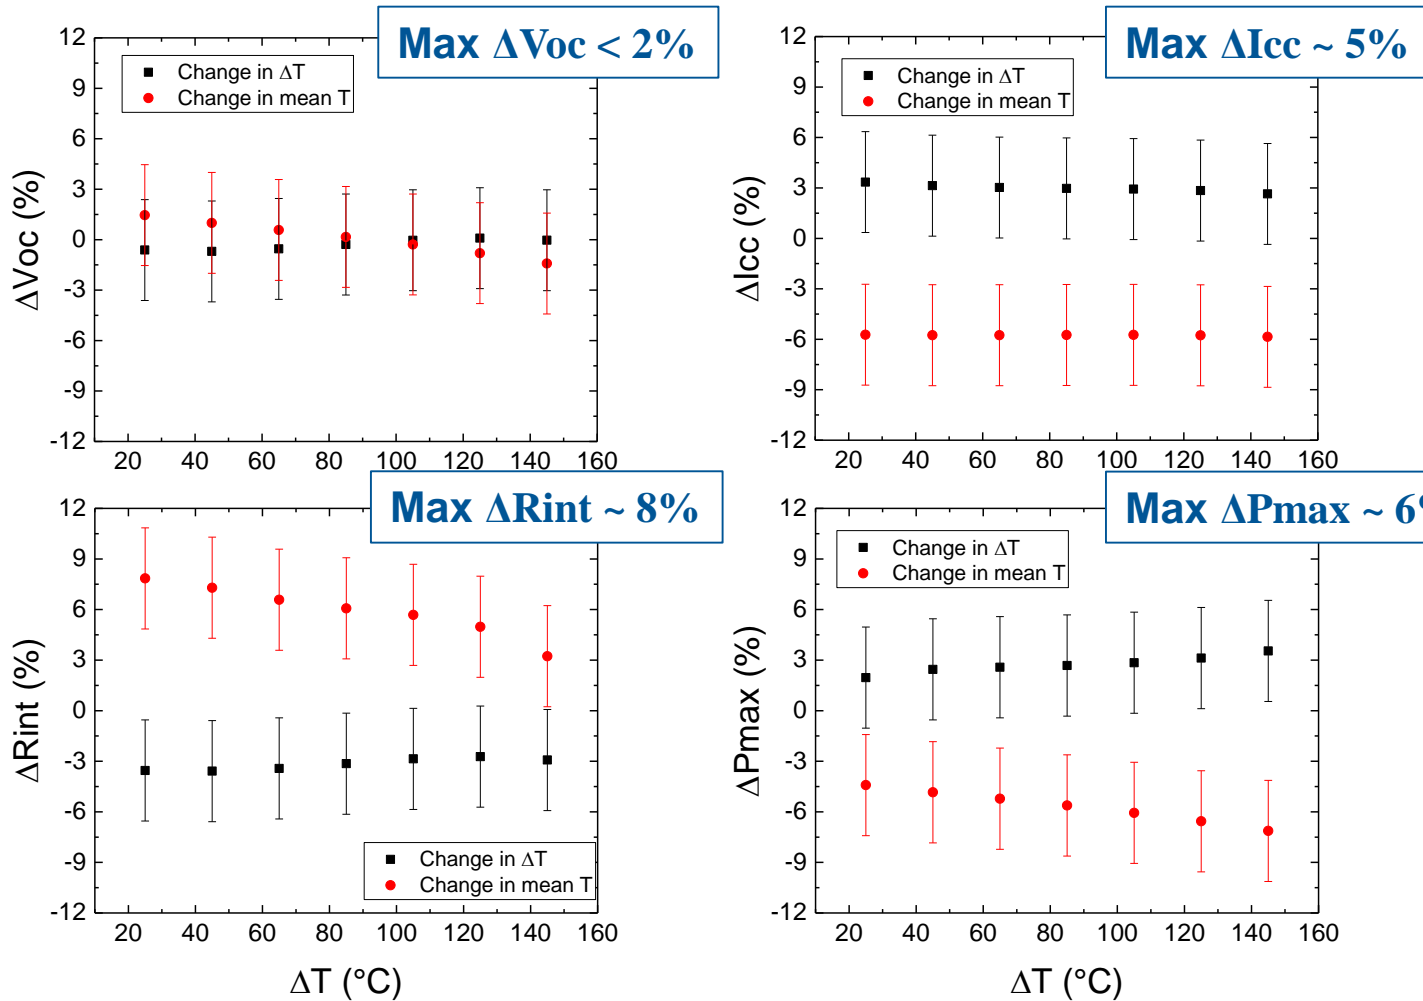 Max ΔVoc < 2%
12
9
6
3
0
-3
-6
-9
-12
ΔVoc (%)
Change in ΔT
Change in mean T
20 40 60 80 100 120 140 160
Max ΔIcc ~ 5%
12
9
6
3
0
-3
-6
-9
-12
ΔIcc (%)
Change in ΔT
Change in mean T
20 40 60 80 100 120 140 160
Max ΔRint ~ 8%
12
9
6
3
0
-3
-6
-9
-12
ΔRint (%)
Change in ΔT
Change in mean T
20 40 60 80 100 120 140 160
ΔT (°C)
Max ΔPmax ~ 6%
12
9
6
3
0
-3
-6
-9
-12
ΔPmax (%)
Change in ΔT
Change in mean T
20 40 60 80 100 120 140 160
ΔT (°C)